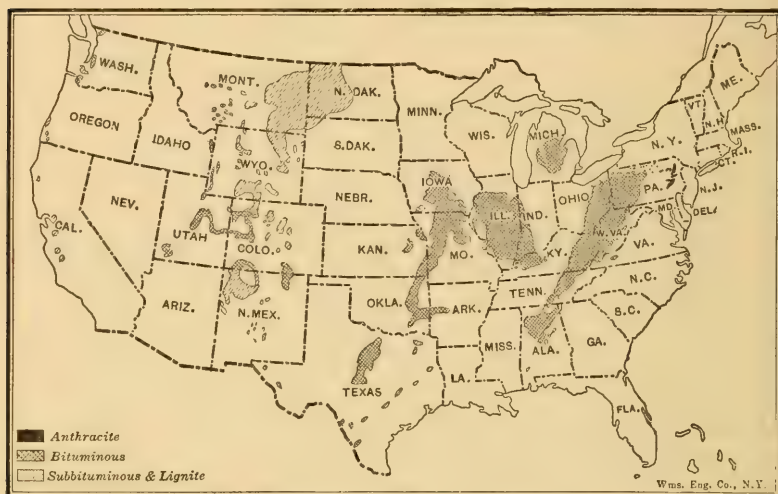 WASH.
MONT.
N. DAK.
MINN.
ME.
VT.
N.H.
OREGON
IDAHO
WIS.
MICH.
N.Y.
MASS.
R.I.
CT.
S. DAK.
WYO.
NEBR.
IOWA
ILL.
IND.
OHIO
PA.
N.J.
MD.
DEL.
NEV.
UTAH
COLO.
KAN.
MO.
KY.
W. VA.
VA.
CAL.
ARIZ.
N. MEX.
OKLA.
ARK.
TENN.
N.C.
S.C.
MISS.
ALA.
GA.
TEXAS
LA.
FLA.
Anthracite
Bituminous
Subbituminous & Lignite
Wms. Eng. Co., N.Y.